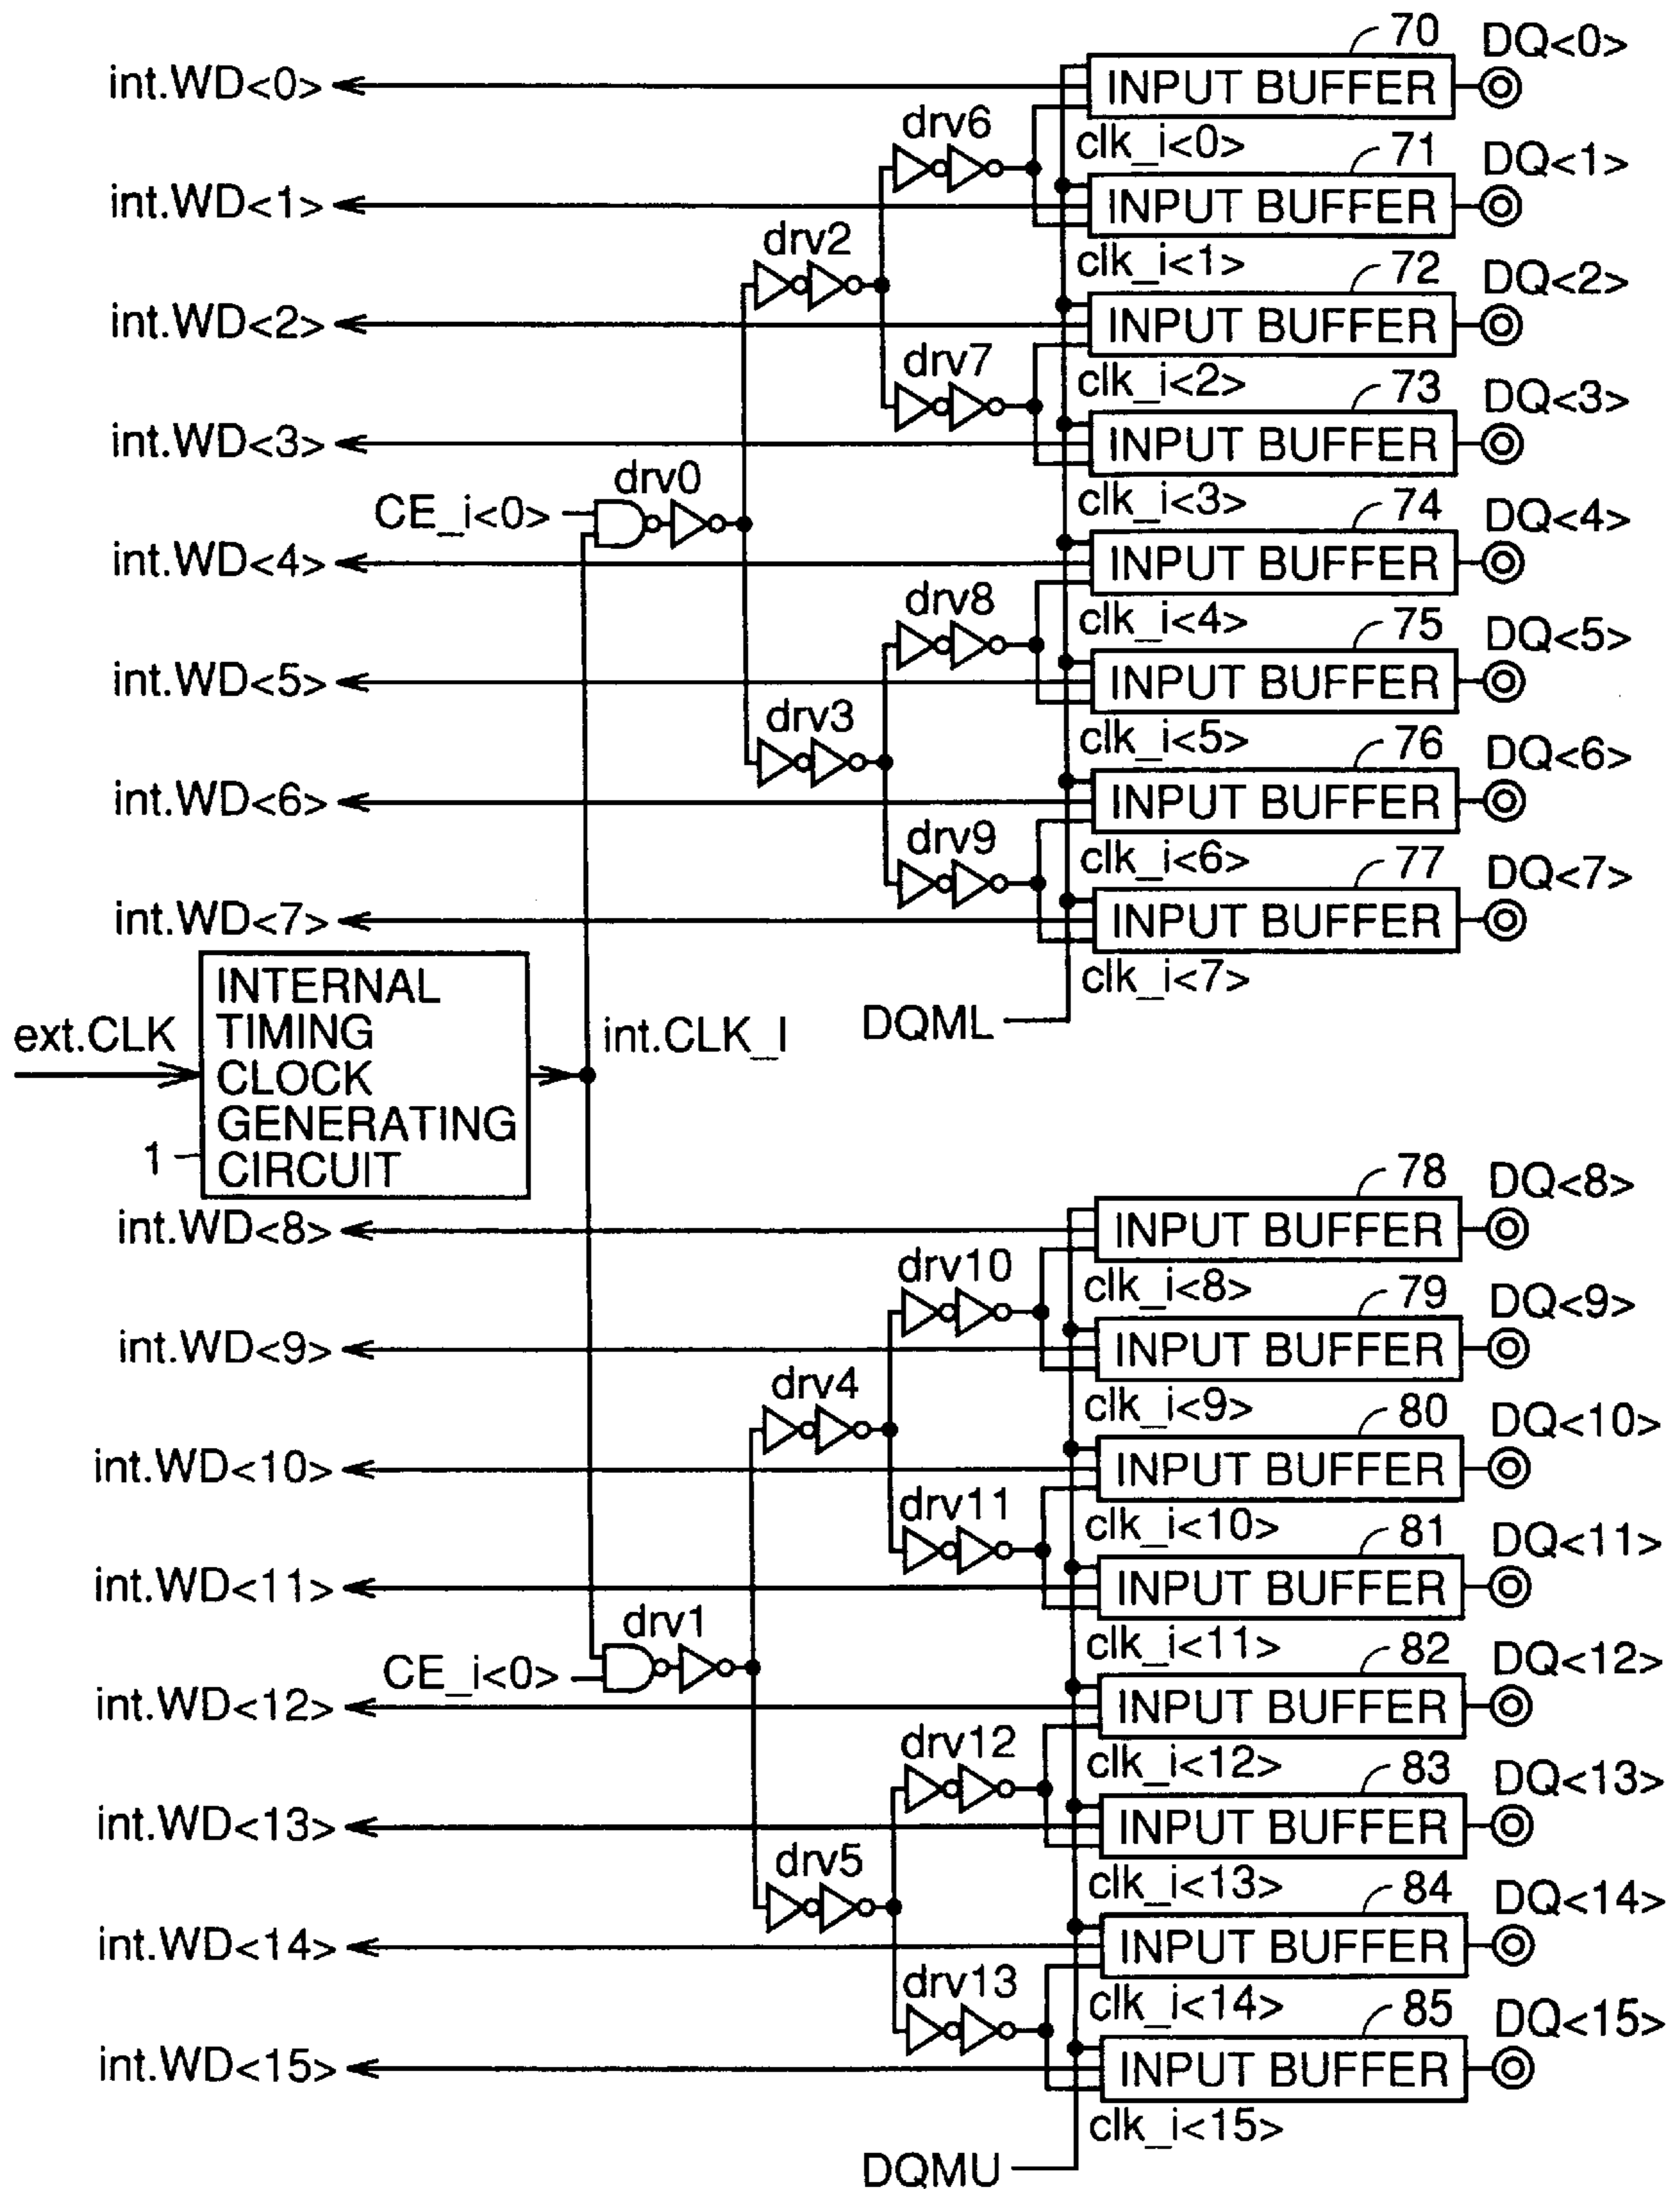 70
DQ<0>
int.WD<0>
INPUT BUFFER
drv6
clk_i<0>
71
DQ<1>
int.WD<1>
INPUT BUFFER
drv2
clk_i<1>
72
DQ<2>
int.WD<2>
INPUT BUFFER
drv7
clk_i<2>
73
DQ<3>
int.WD<3>
INPUT BUFFER
drv0
CE_i<0>
clk_i<3>
74
DQ<4>
int.WD<4>
INPUT BUFFER
drv8
clk_i<4>
75
DQ<5>
int.WD<5>
INPUT BUFFER
drv3
clk_i<5>
76
DQ<6>
int.WD<6>
INPUT BUFFER
drv9
clk_i<6>
77
DQ<7>
int.WD<7>
INPUT BUFFER
clk_i<7>
ext.CLK
INTERNAL
TIMING
CLOCK
GENERATING
CIRCUIT
1
int.CLK_I
DQML
78
DQ<8>
int.WD<8>
INPUT BUFFER
drv10
clk_i<8>
79
DQ<9>
int.WD<9>
INPUT BUFFER
drv4
clk_i<9>
80
DQ<10>
int.WD<10>
INPUT BUFFER
drv11
clk_i<10>
81
DQ<11>
int.WD<11>
INPUT BUFFER
drv1
CE_i<0>
clk_i<11>
82
DQ<12>
int.WD<12>
INPUT BUFFER
drv12
clk_i<12>
83
DQ<13>
int.WD<13>
INPUT BUFFER
drv5
clk_i<13>
84
DQ<14>
int.WD<14>
INPUT BUFFER
drv13
clk_i<14>
85
DQ<15>
int.WD<15>
INPUT BUFFER
clk_i<15>
DQMU